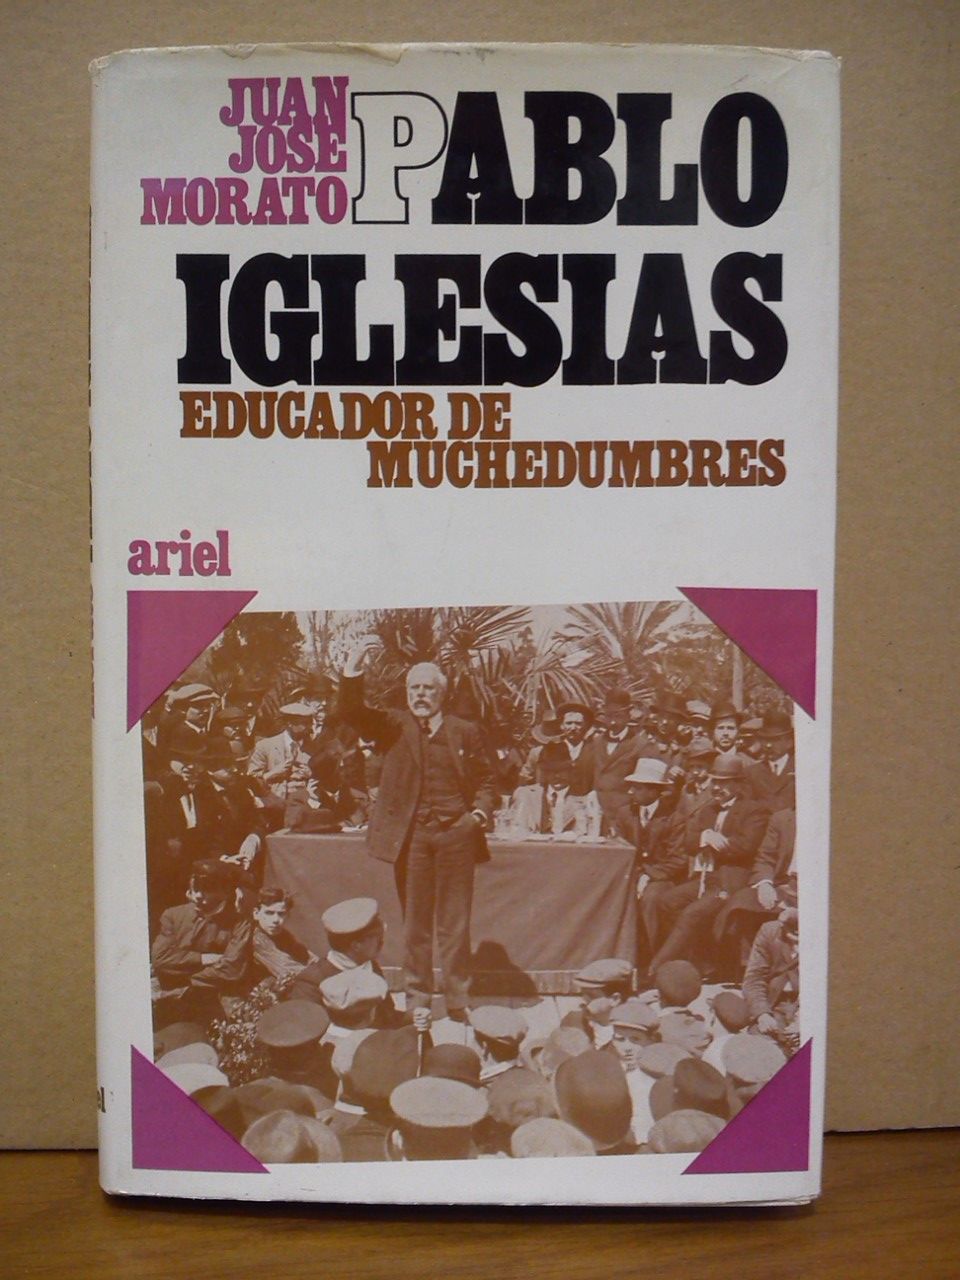 JUAN
JOSE
MORATO
PABLO
IGLESIAS
EDUCADOR DE
MUCHEDUMBRES
ariel